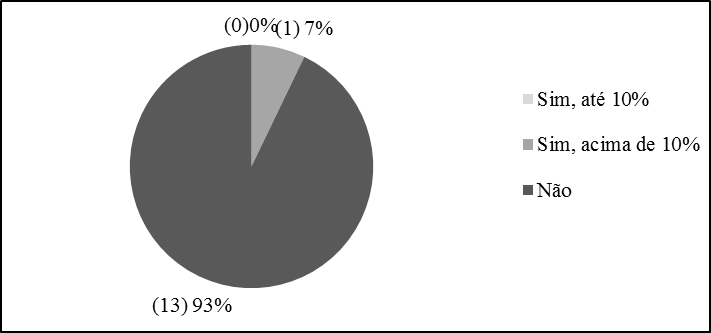 (0)0%
(1) 7%
Sim, até 10%
Sim, acima de 10%
Não
(13) 93%